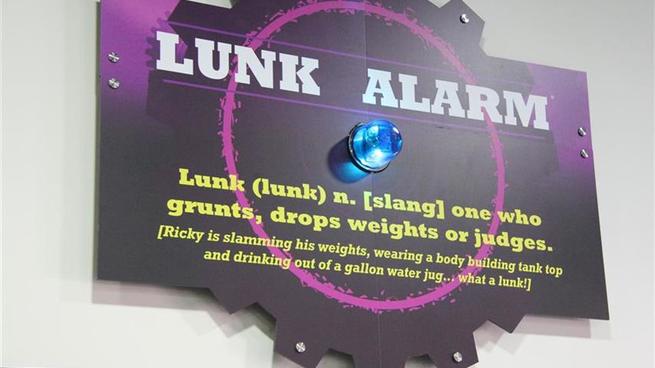 LUNK ALARM
Lunk (lunk) n. [slang] one who
grunts, drops weights or judges.
[Ricky is slamming his weights, wearing a body building tank top
and drinking out of a gallon water jug... what a lunk!]